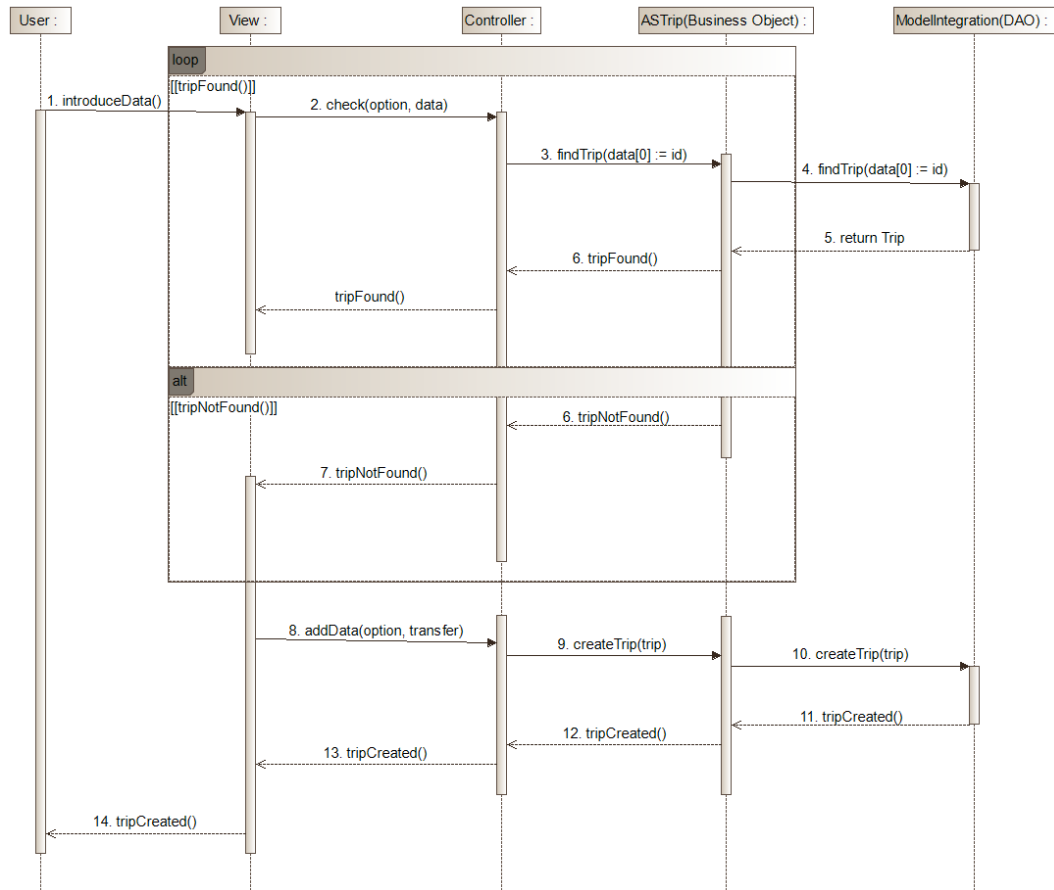 User :
View :
Controller :
ASTrip(Business Object) :
ModelIntegration(DAO) :
loop
[[tripFound()]]
1. introduceData()
2. check(option, data)
3. findTrip(data[0] := id)
4. findTrip(data[0] := id)
5. return Trip
6. tripFound()
tripFound()
alt
[[tripNotFound()]]
6. tripNotFound()
7. tripNotFound()
8. addData(option, transfer)
9. createTrip(trip)
10. createTrip(trip)
11. tripCreated()
12. tripCreated()
13. tripCreated()
14. tripCreated()